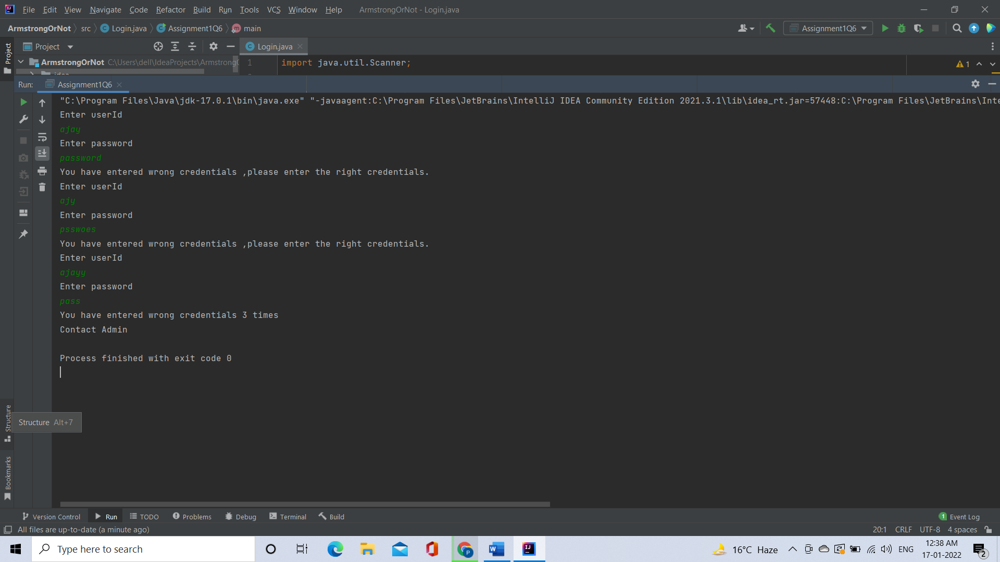 File Edit View Navigate Code Refactor Build Run Tools VCS Window Help ArmstrongOrNot - Login.java
ArmstrongOrNot src Login.java Assignment1Q6 main Assignment1Q6
Project Login.java
Project
ArmstrongOrNot C:\Users\dell\IdeaProjects\Armstrong
1 import java.util.Scanner;
1
Run: Assignment1Q6
"C:\Program Files\Java\jdk-17.0.1\bin\java.exe" "-javaagent:C:\Program Files\JetBrains\IntelliJ IDEA Community Edition 2021.3.1\lib\idea_rt.jar=57448:C:\Program Files\JetBrains\Inte
Enter userId
ajay
Enter password
password
You have entered wrong credentials ,please enter the right credentials.
Enter userId
ajy
Enter password
psswoes
You have entered wrong credentials ,please enter the right credentials.
Enter userId
ajayy
Enter password
pass
You have entered wrong credentials 3 times
Contact Admin
Process finished with exit code 0
Structure
Structure Alt+7
Bookmarks
Version Control Run TODO Problems Debug Terminal Build 1 Event Log
All files are up-to-date (a minute ago) 20:1 CRLF UTF-8 4 spaces
Type here to search 16°C Haze ENG 12:38 AM
17-01-2022 2